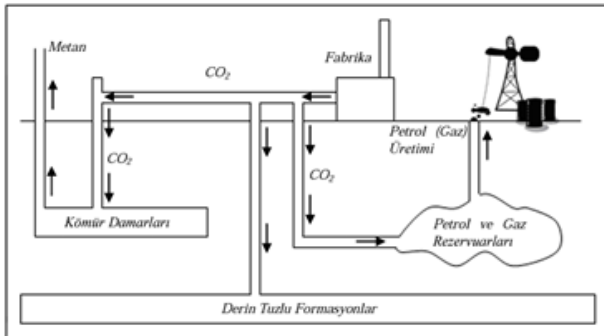 Metan
CO2
Fabrika
Petrol (Gaz)
Üretimi
CO2
CO2
Kömür Damarları
Petrol ve Gaz
Rezervuarları
Derin Tuzlu Formasyonlar